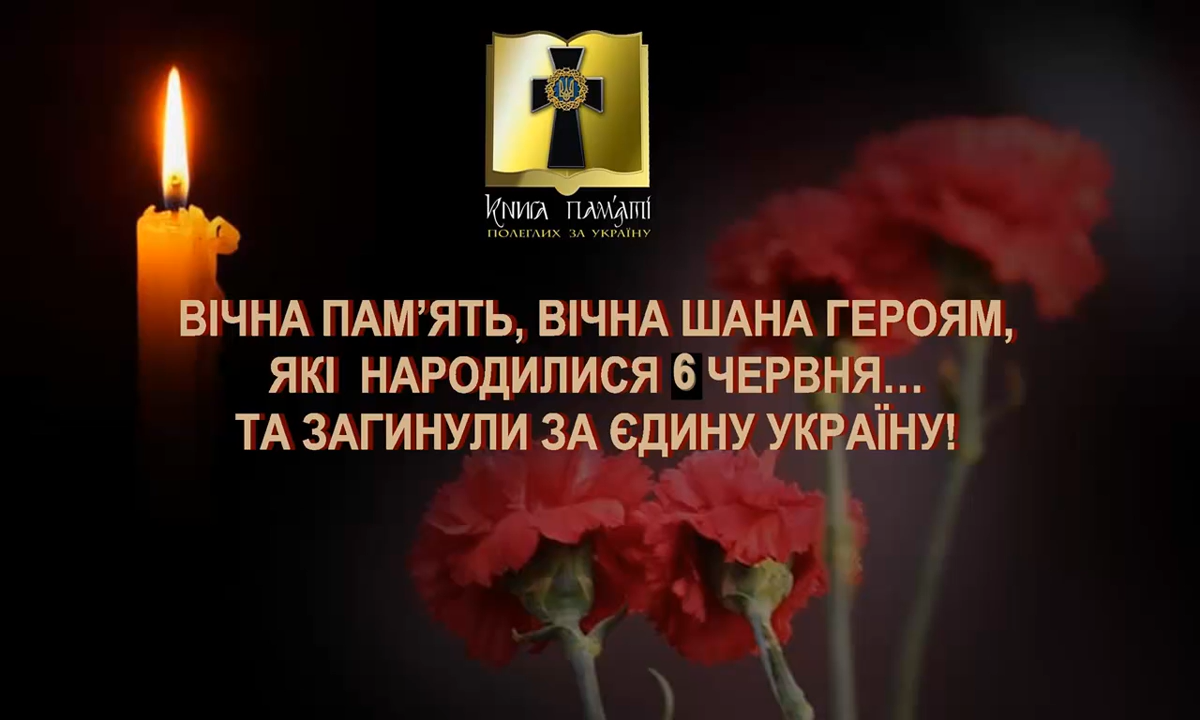 Книга пам'яті
ПОЛЕГЛИХ ЗА УКРАЇНУ
ВІЧНА ПАМ’ЯТЬ, ВІЧНА ШАНА ГЕРОЯМ,
ЯКІ НАРОДИЛИСЯ 6 ЧЕРВНЯ...
ТА ЗАГИНУЛИ ЗА ЄДИНУ УКРАЇНУ!